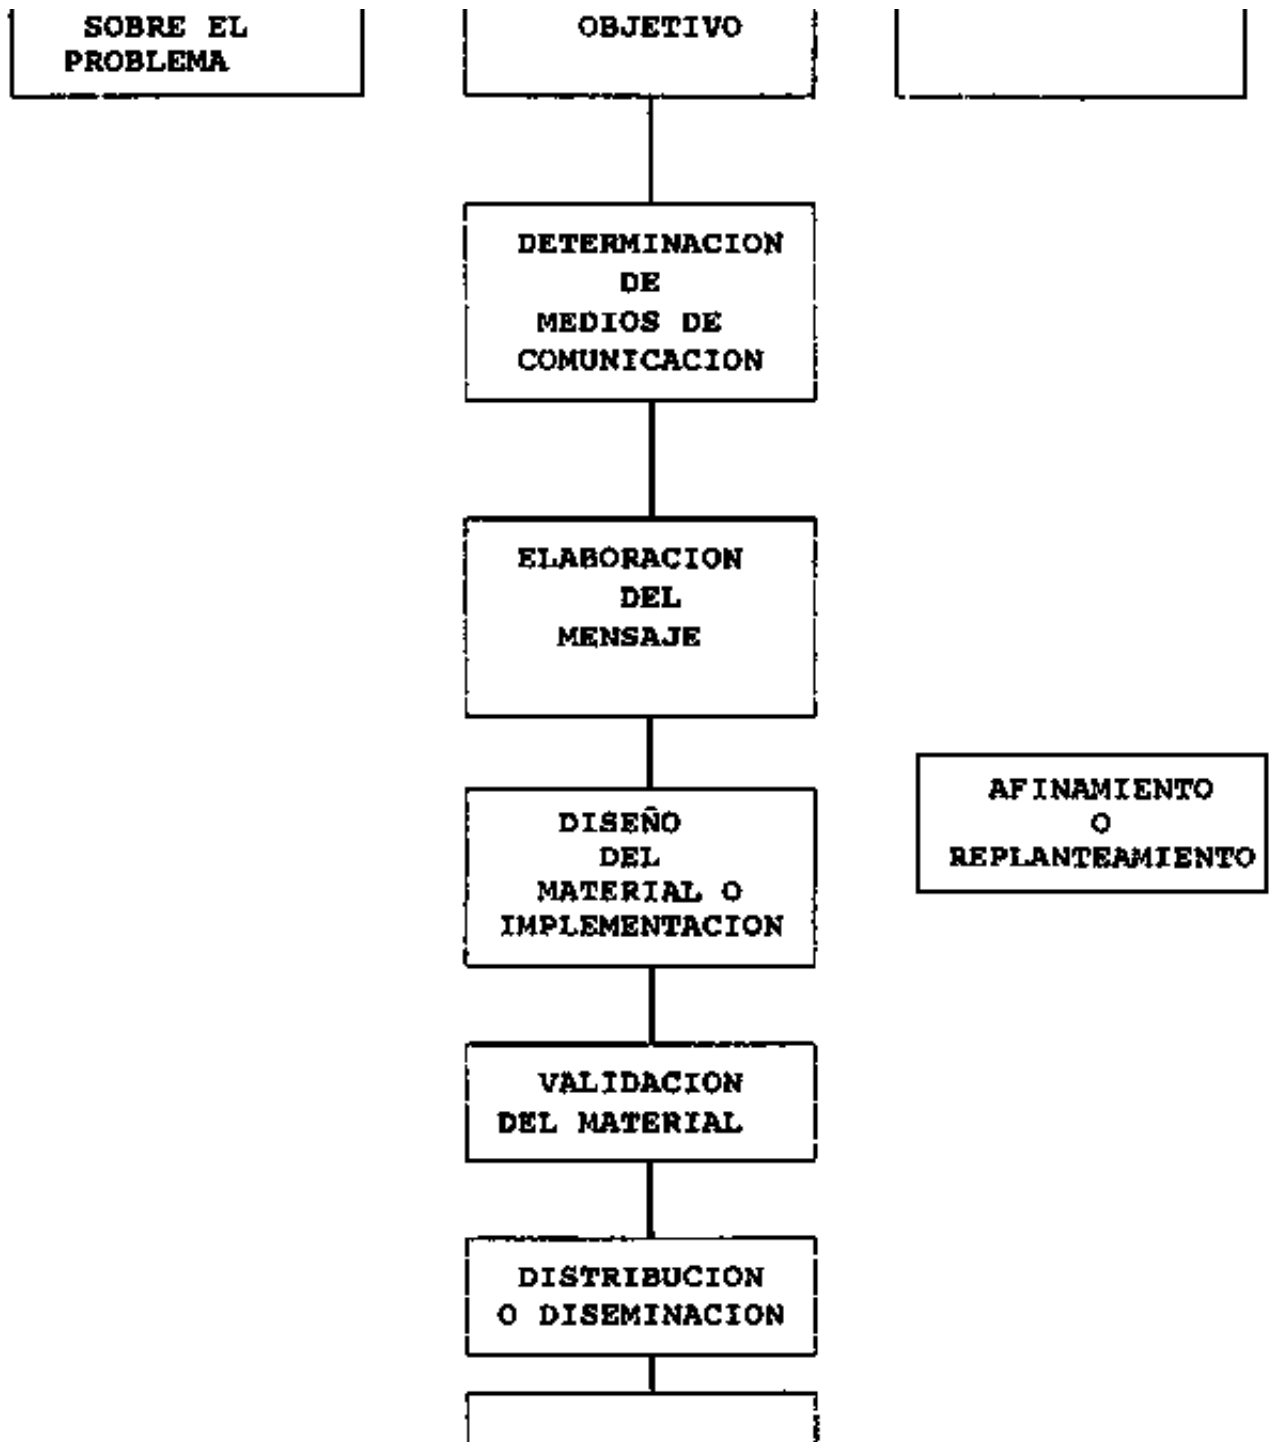 SOBRE EL
PROBLEMA
OBJETIVO
DETERMINACION
DE
MEDIOS DE
COMUNICACION
ELABORACION
DEL
MENSAJE
DISEÑO
DEL
MATERIAL O
IMPLEMENTACION
AFINAMIENTO
O
REPLANTEAMIENTO
VALIDACION
DEL MATERIAL
DISTRIBUCION
O DISEMINACION